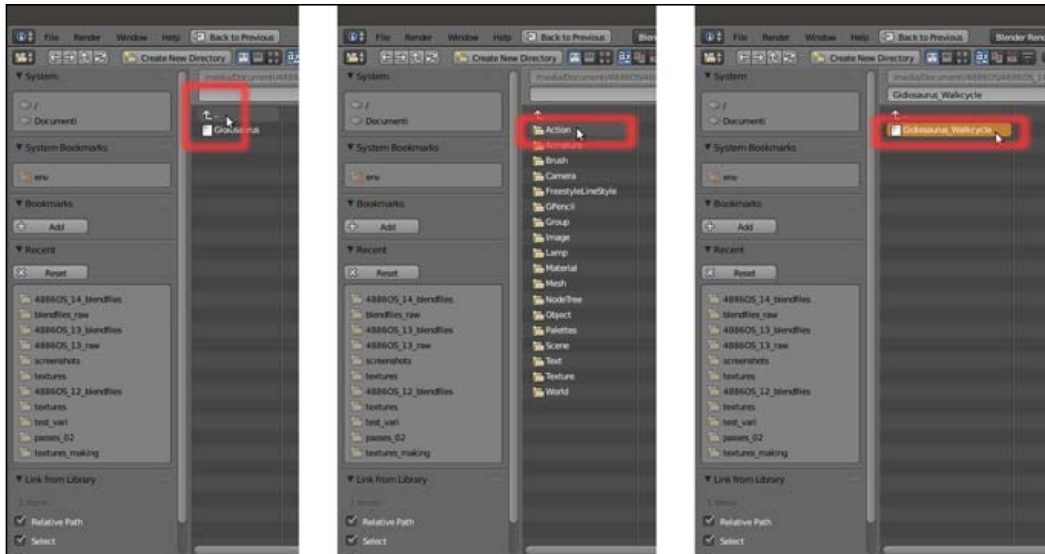 File Render Window Help Back to Previous
Create New Directory
System
/
Documenti
System Bookmarks
env
Bookmarks
Add
Recent
Reset
4886OS_14_blendfiles
blendfiles_raw
4886OS_13_blendfiles
4886OS_13_raw
screenshots
textures
4886OS_12_blendfiles
textures
test_vari
passes_02
textures_making
Link from Library
Relative Path
Select
..
Gidiosaurus
File Render Window Help Back to Previous
Create New Directory
System
/
Documenti
System Bookmarks
env
Bookmarks
Add
Recent
Reset
4886OS_14_blendfiles
blendfiles_raw
4886OS_13_blendfiles
4886OS_13_raw
screenshots
textures
4886OS_12_blendfiles
textures
test_vari
passes_02
textures_making
Link from Library
Relative Path
Select
..
Action
Armature
Brush
Camera
FreestyleLineStyle
GPencil
Group
Image
Lamp
Material
Mesh
NodeTree
Object
Palettes
Scene
Text
Texture
World
File Render Window Help Back to Previous Blender Ren
Create New Directory
System
/
Documenti
System Bookmarks
env
Bookmarks
Add
Recent
Reset
4886OS_14_blendfiles
blendfiles_raw
4886OS_13_blendfiles
4886OS_13_raw
screenshots
textures
4886OS_12_blendfiles
textures
test_vari
passes_02
textures_making
Link from Library
Relative Path
Select
Gidiosaurus_Walkcycle
..
Gidiosaurus_Walkcycle